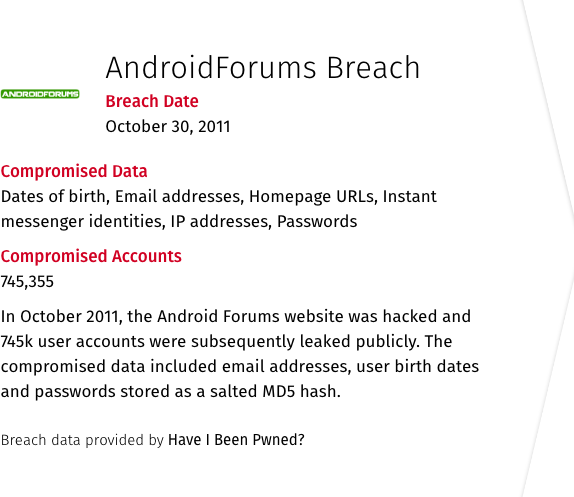 AndroidForums Breach
ANDROIDFORUMS
Breach Date
October 30, 2011
Compromised Data
Dates of birth, Email addresses, Homepage URLs, Instant
messenger identities, IP addresses, Passwords
Compromised Accounts
745,355
In October 2011, the Android Forums website was hacked and
745k user accounts were subsequently leaked publicly. The
compromised data included email addresses, user birth dates
and passwords stored as a salted MD5 hash.
Breach data provided by Have I Been Pwned?